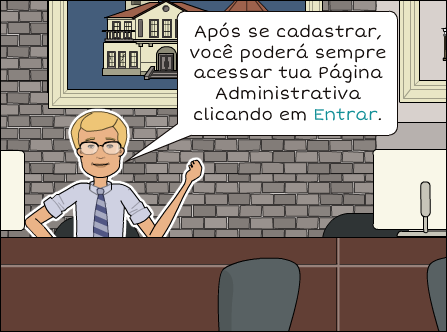 Após se cadastrar,
você poderá sempre
acessar tua Página
Administrativa
clicando em Entrar.